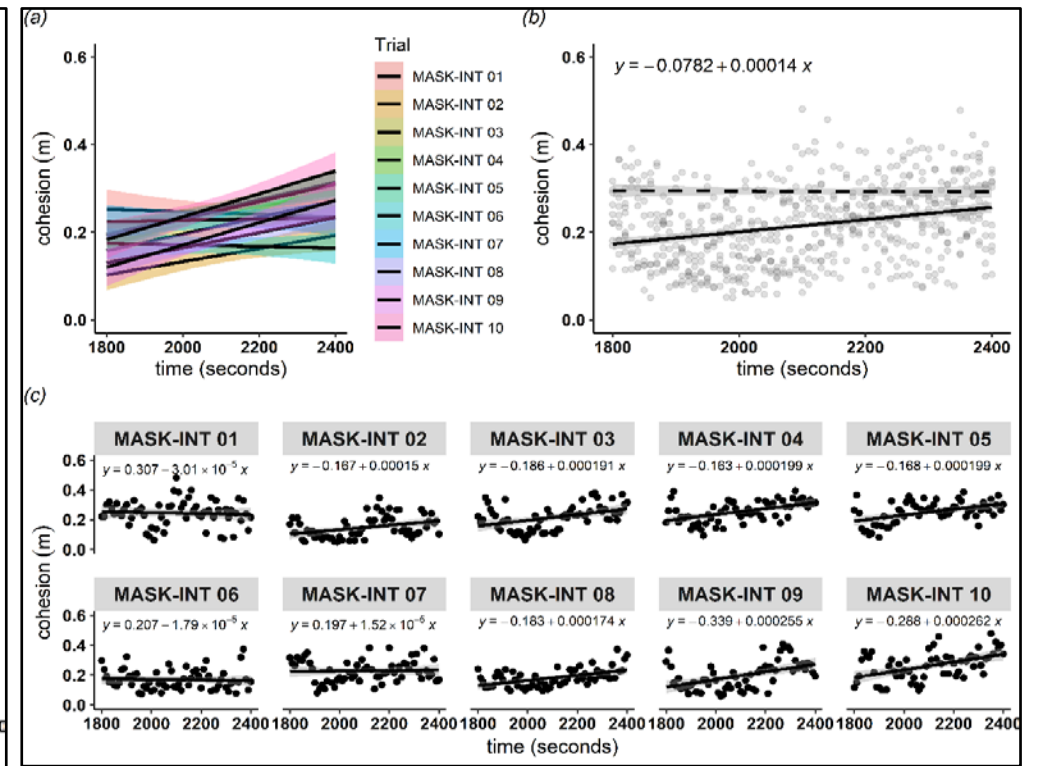 (a)
(b)
Trial
MASK-INT 01
MASK-INT 02
MASK-INT 03
MASK-INT 04
MASK-INT 05
MASK-INT 06
MASK-INT 07
MASK-INT 08
MASK-INT 09
MASK-INT 10
0.6
0.4
0.2
0.0
cohesion (m)
1800 2000 2200 2400
time (seconds)
y = −0.0782 + 0.00014 x
0.6
0.4
0.2
0.0
cohesion (m)
1800 2000 2200 2400
time (seconds)
(c)
MASK-INT 01 MASK-INT 02 MASK-INT 03 MASK-INT 04 MASK-INT 05
y = 0.307 − 3.01 × 10⁻⁵ x y = −0.167 + 0.00015 x y = −0.186 + 0.000191 x y = −0.163 + 0.000199 x y = −0.168 + 0.000199 x
0.6
0.4
0.2
0.0
MASK-INT 06 MASK-INT 07 MASK-INT 08 MASK-INT 09 MASK-INT 10
y = 0.207 − 1.79 × 10⁻⁵ x y = 0.197 + 1.52 × 10⁻⁵ x y = −0.183 + 0.000174 x y = −0.339 + 0.000255 x y = −0.288 + 0.000262 x
0.6
0.4
0.2
0.0
cohesion (m)
1800 2000 2200 2400 1800 2000 2200 2400 1800 2000 2200 2400 1800 2000 2200 2400 1800 2000 2200 2400
time (seconds)